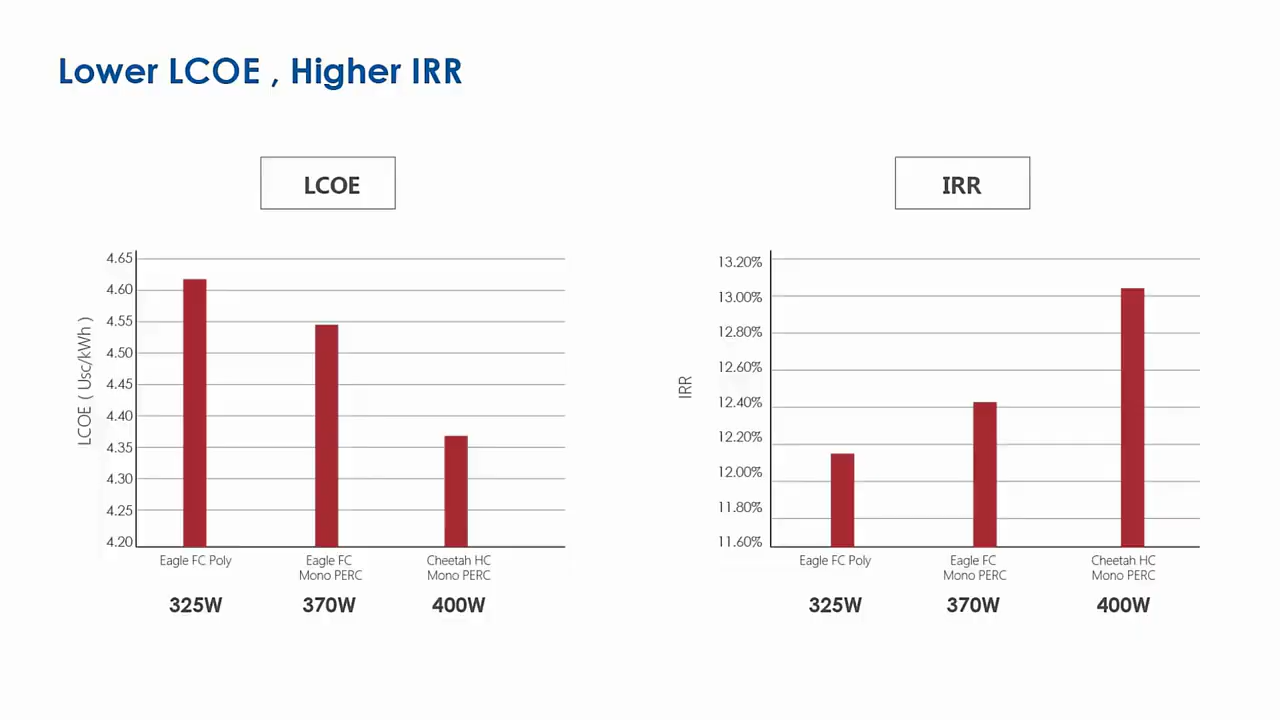 Lower LCOE , Higher IRR
LCOE
LCOE ( Usc/kWh )
4.65
4.60
4.55
4.50
4.45
4.40
4.35
4.30
4.25
4.20
Eagle FC Poly
325W
Eagle FC
Mono PERC
370W
Cheetah HC
Mono PERC
400W
IRR
IRR
13.20%
13.00%
12.80%
12.60%
12.40%
12.20%
12.00%
11.80%
11.60%
Eagle FC Poly
325W
Eagle FC
Mono PERC
370W
Cheetah HC
Mono PERC
400W